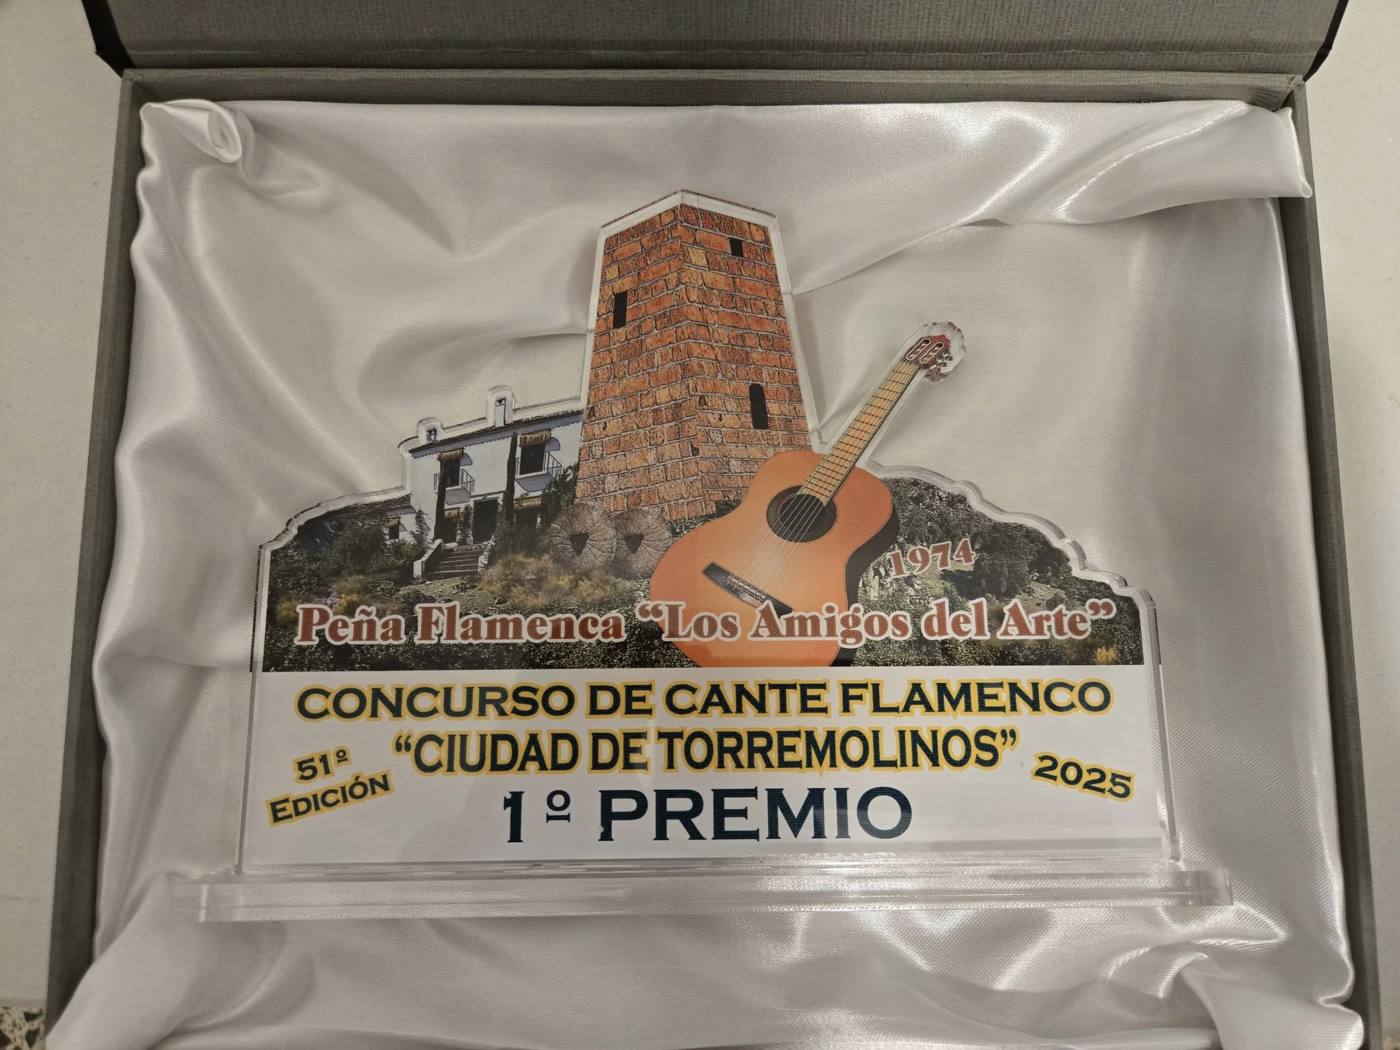 1974
Peña Flamenca “Los Amigos del Arte”
CONCURSO DE CANTE FLAMENCO
“CIUDAD DE TORREMOLINOS”
51º
EDICIÓN
2025
1º PREMIO